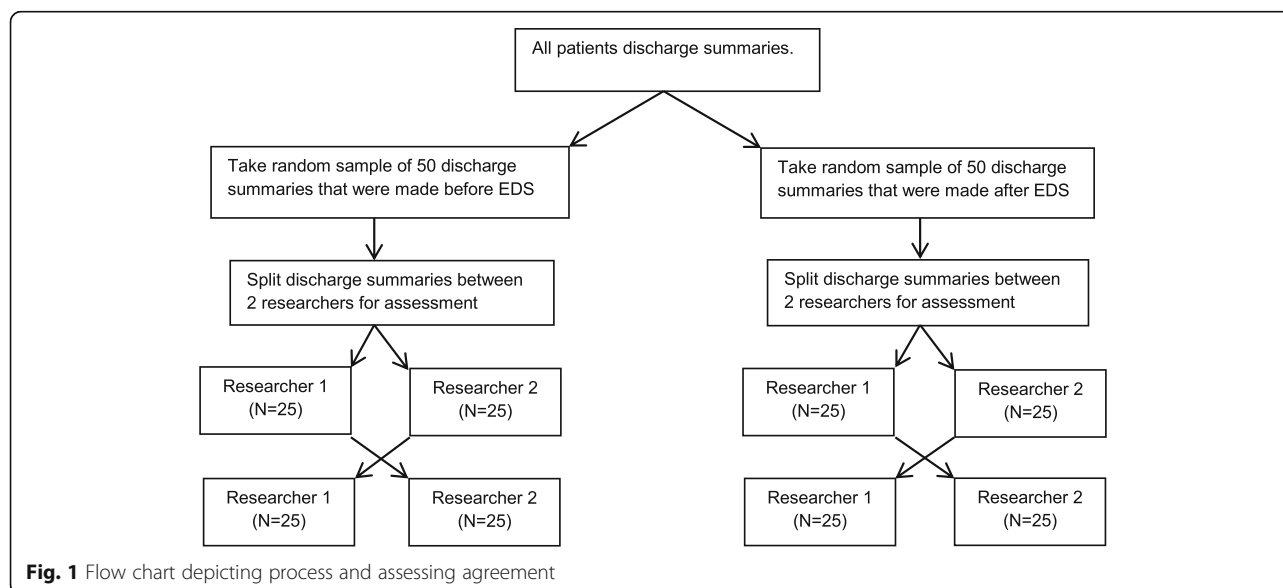 All patients discharge summaries.
Take random sample of 50 discharge
summaries that were made before EDS
Take random sample of 50 discharge
summaries that were made after EDS
Split discharge summaries between
2 researchers for assessment
Split discharge summaries between
2 researchers for assessment
Researcher 1
(N=25)
Researcher 2
(N=25)
Researcher 1
(N=25)
Researcher 2
(N=25)
Researcher 1
(N=25)
Researcher 2
(N=25)
Researcher 1
(N=25)
Researcher 2
(N=25)
Fig. 1 Flow chart depicting process and assessing agreement